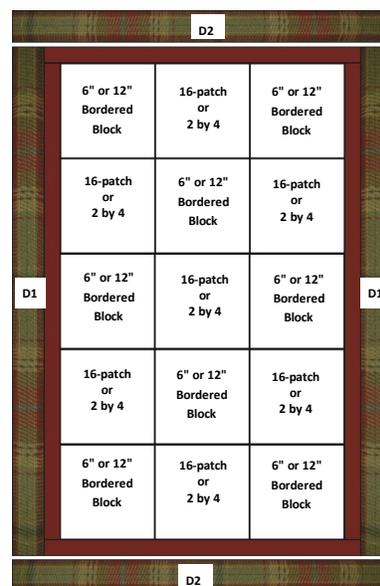 D2
6" or 12"
Bordered
Block
16-patch
or
2 by 4
6" or 12"
Bordered
Block
16-patch
or
2 by 4
6" or 12"
Bordered
Block
16-patch
or
2 by 4
D1
6" or 12"
Bordered
Block
16-patch
or
2 by 4
6" or 12"
Bordered
Block
D1
16-patch
or
2 by 4
6" or 12"
Bordered
Block
16-patch
or
2 by 4
6" or 12"
Bordered
Block
16-patch
or
2 by 4
6" or 12"
Bordered
Block
D2